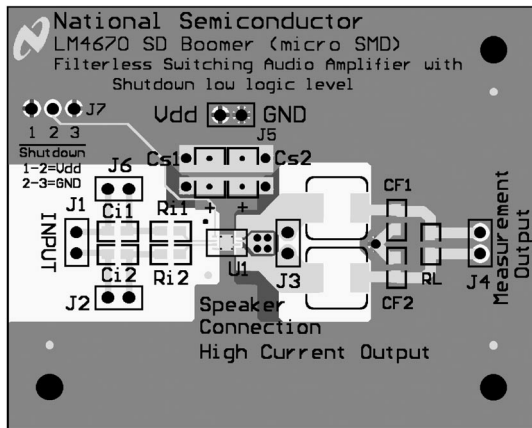 National Semiconductor
LM4670 SD Boomer (micro SMD)
Filterless Switching Audio Amplifier with
Shutdown low logic level
J7
Vdd GND
J5
1 2 3
Shutdown
1-2=Vdd
2-3=GND
Cs1 Cs2
J6
+ +
J1 Ci1 Ri1
CF1
INPUT
U1
J3
RL
J4
Measurement
Output
Ci2 Ri2
CF2
J2
Speaker
Connection
High Current Output